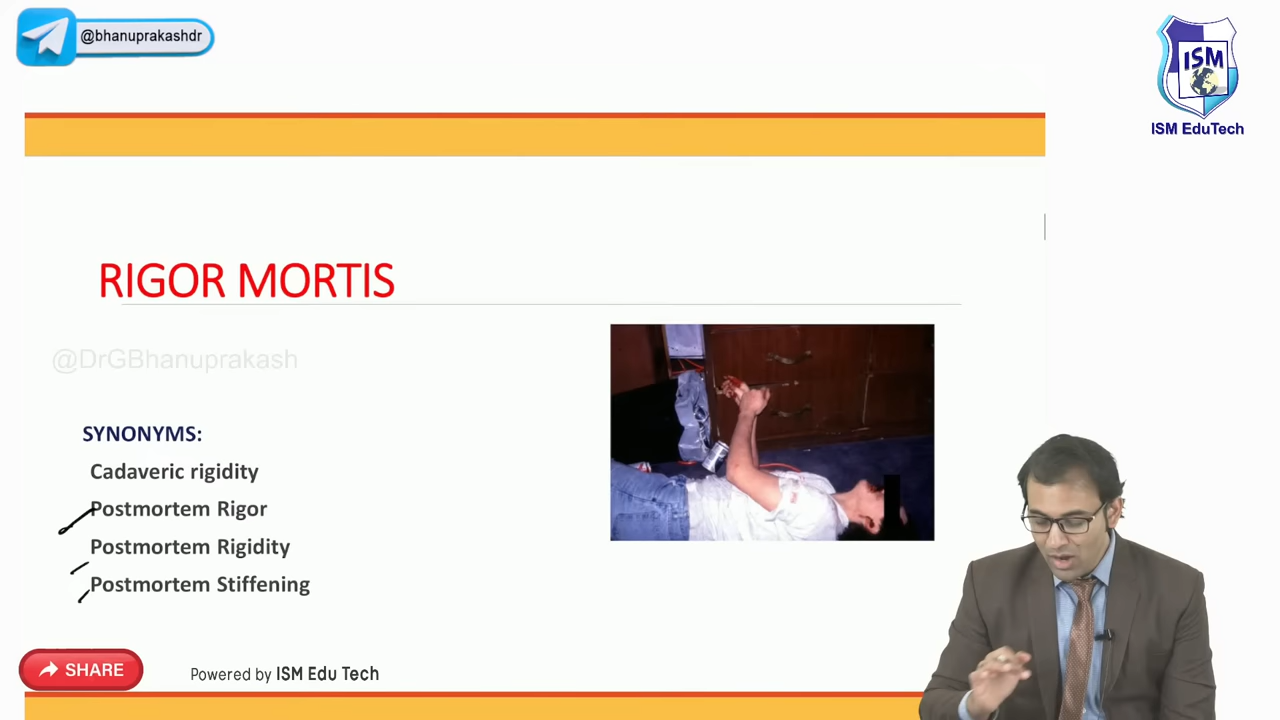 @bhanuprakashdr
ISM
ISM EduTech
RIGOR MORTIS
@DrGBhanuprakash
SYNONYMS:
Cadaveric rigidity
Postmortem Rigor
Postmortem Rigidity
Postmortem Stiffening
SHARE
Powered by ISM Edu Tech